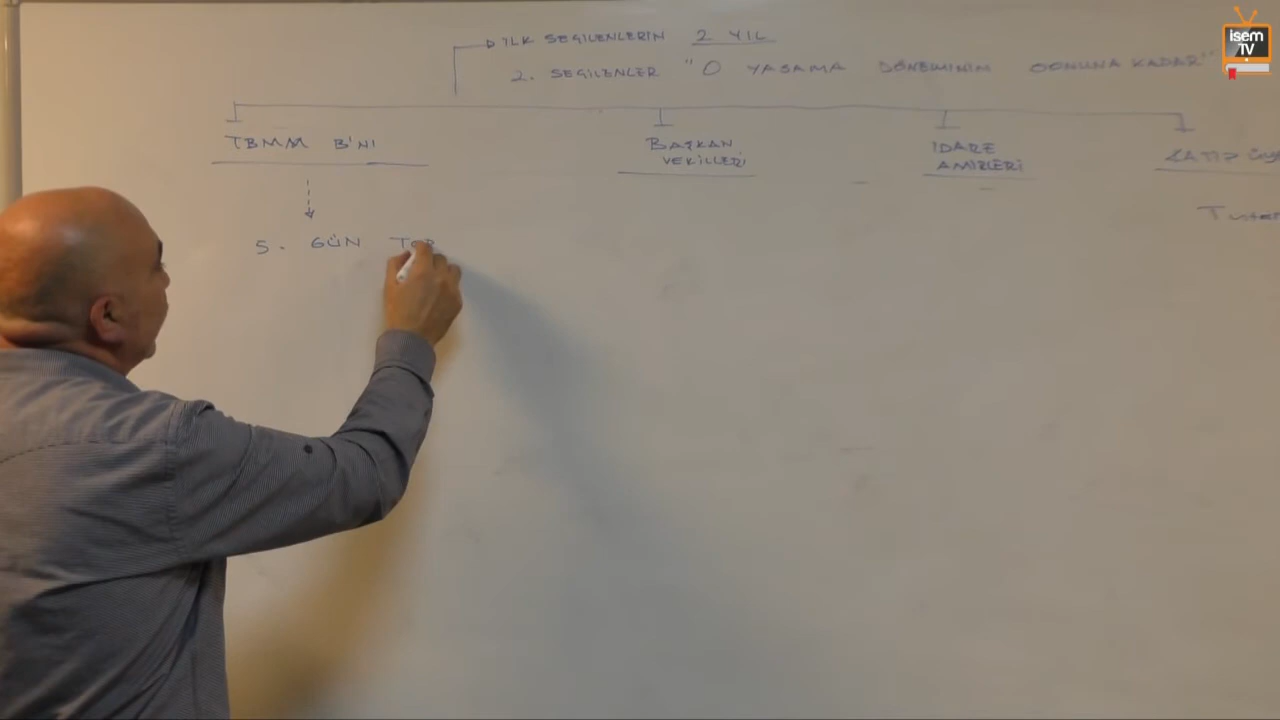 İLK SEÇİLENLERİN 2 YIL
2. SEÇİLENLER "O YASAMA DÖNEMİNİN SONUNA KADAR"
TBMM B'NI
BAŞKAN VEKİLLERİ
İDARE AMİRLERİ
KATİP
5. GÜN TOP
isem TV